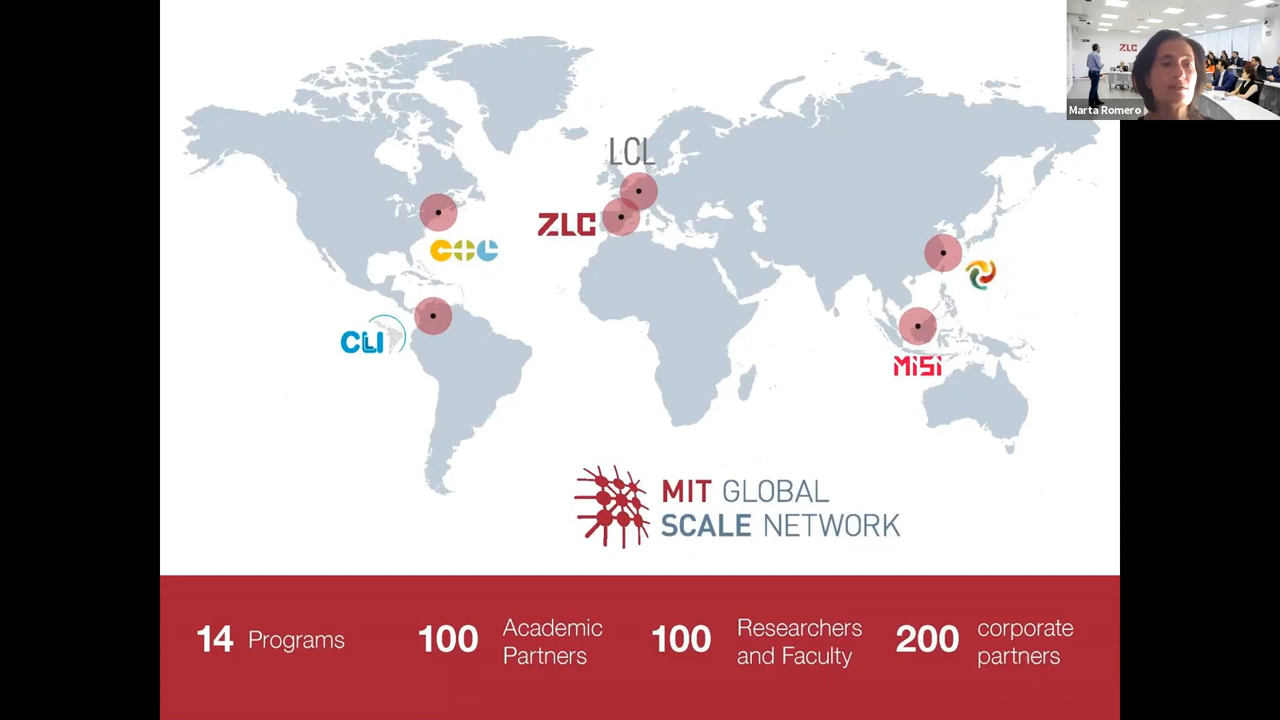 ZLC
Marta Romero
LCL
ZLC
CTL
CLI
MiSi
MIT GLOBAL
SCALE NETWORK
14 Programs
100 Academic
Partners
100 Researchers
and Faculty
200 corporate
partners